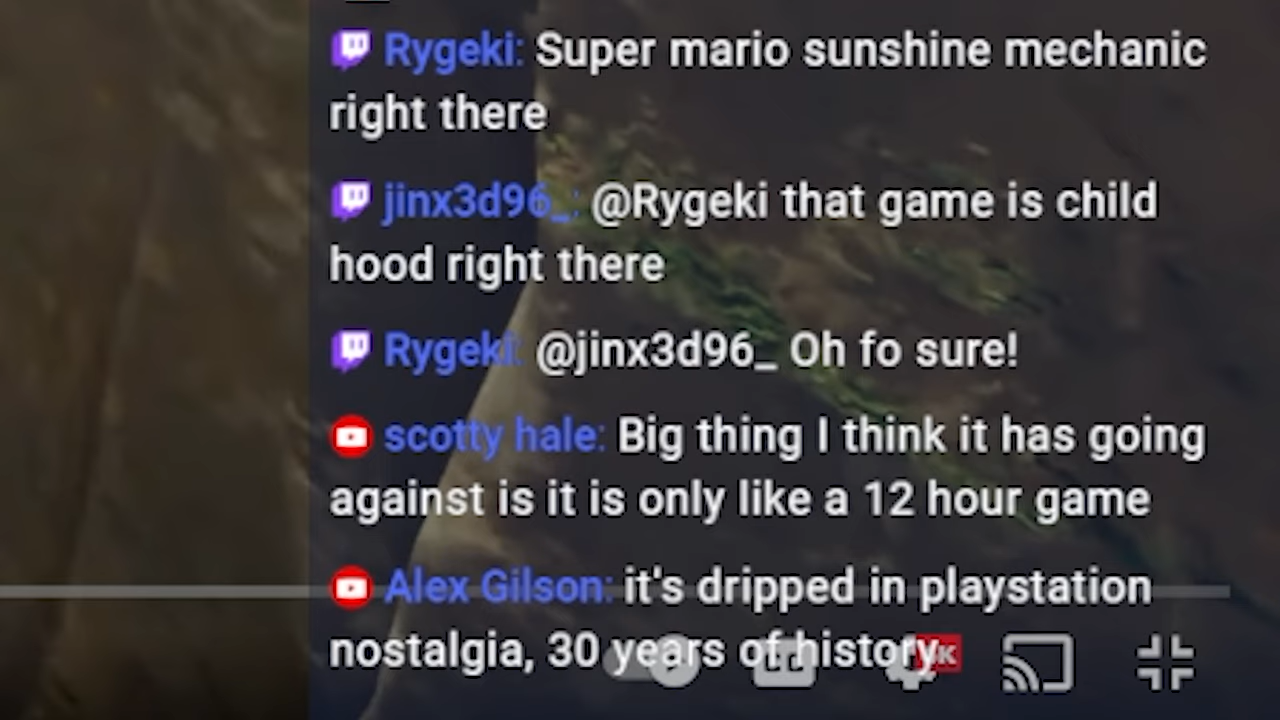 Rygeki: Super mario sunshine mechanic
right there
jinx3d96_: @Rygeki that game is child
hood right there
Rygeki: @jinx3d96_ Oh fo sure!
scotty hale: Big thing I think it has going
against is it is only like a 12 hour game
Alex Gilson: it's dripped in playstation
nostalgia, 30 years of history